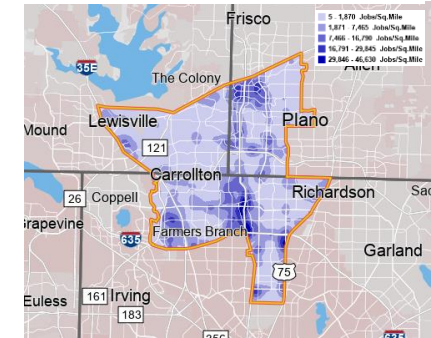 Frisco
5 - 1,870 Jobs/Sq.Mile
1,871 - 7,465 Jobs/Sq.Mile
7,466 - 16,790 Jobs/Sq.Mile
16,791 - 29,845 Jobs/Sq.Mile
29,846 - 46,630 Jobs/Sq.Mile
35E
The Colony
Allen
Lewisville
Plano
Mound
121
Carrollton
26
Coppell
Richardson
Sac
Grapevine
635
Farmers Branch
Garland
75
Euless
161
Irving
183
356
635